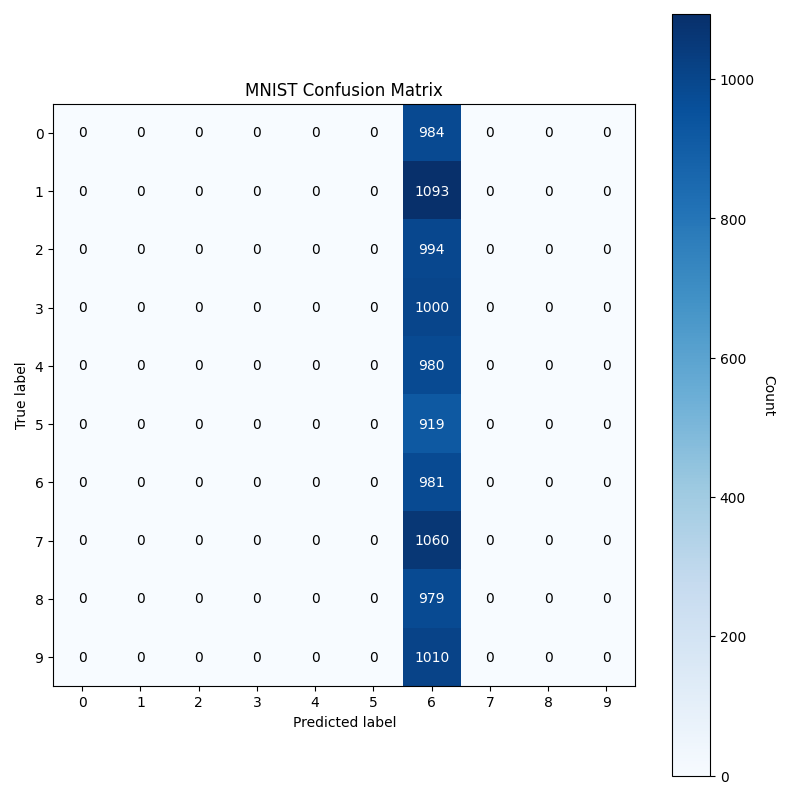 MNIST Confusion Matrix
0 0 0 0 0 0 0 984 0 0 0
1 0 0 0 0 0 0 1093 0 0 0
2 0 0 0 0 0 0 994 0 0 0
3 0 0 0 0 0 0 1000 0 0 0
4 0 0 0 0 0 0 980 0 0 0
5 0 0 0 0 0 0 919 0 0 0
6 0 0 0 0 0 0 981 0 0 0
7 0 0 0 0 0 0 1060 0 0 0
8 0 0 0 0 0 0 979 0 0 0
9 0 0 0 0 0 0 1010 0 0 0
0 1 2 3 4 5 6 7 8 9
Predicted label
True label
1000
800
600
400
200
0
Count